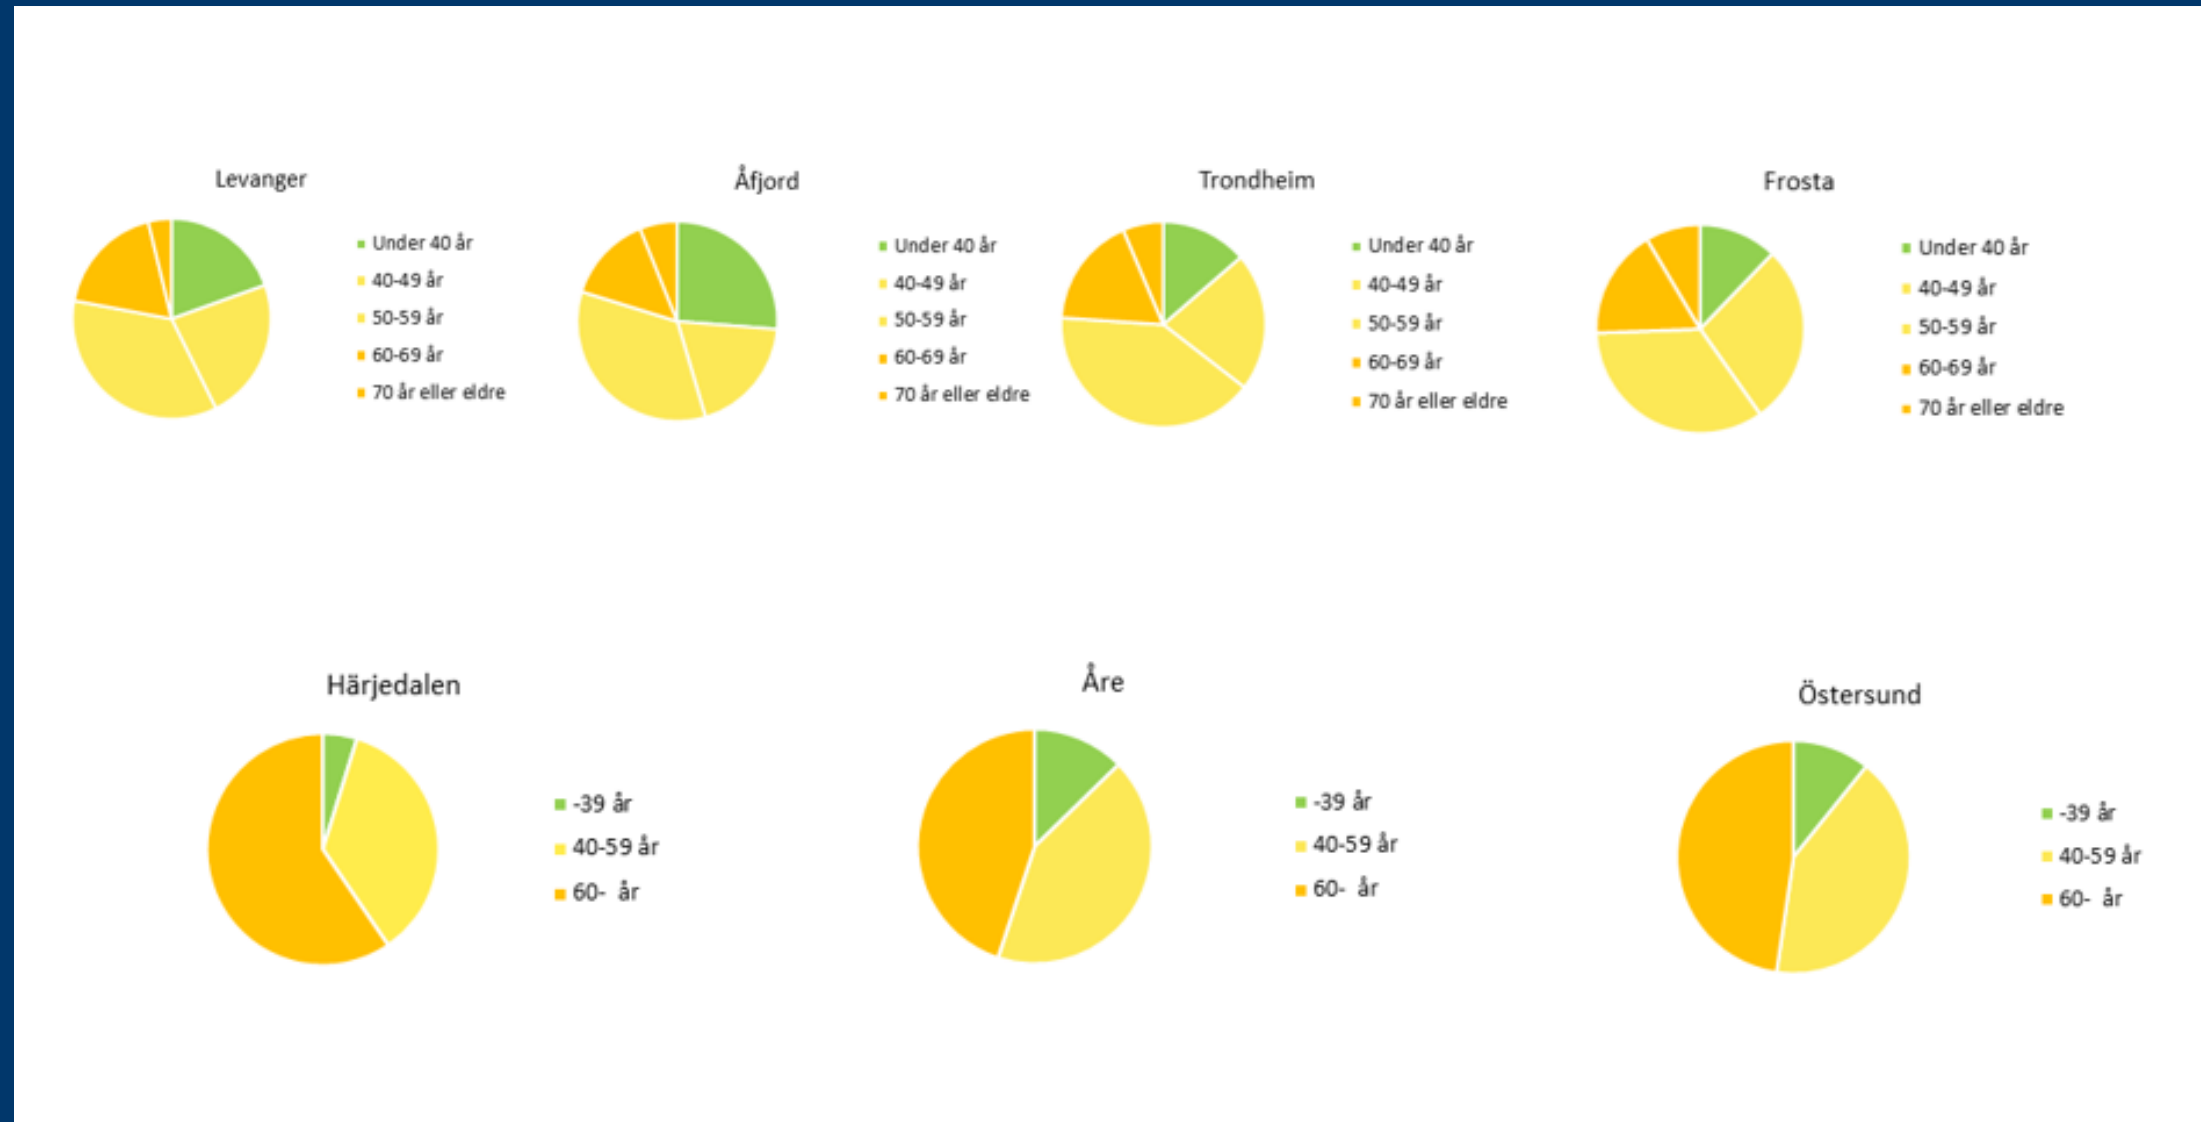 Levanger
Under 40 år
40-49 år
50-59 år
60-69 år
70 år eller eldre
Åfjord
Under 40 år
40-49 år
50-59 år
60-69 år
70 år eller eldre
Trondheim
Under 40 år
40-49 år
50-59 år
60-69 år
70 år eller eldre
Frosta
Under 40 år
40-49 år
50-59 år
60-69 år
70 år eller eldre
Härjedalen
-39 år
40-59 år
60-  år
Åre
-39 år
40-59 år
60-  år
Östersund
-39 år
40-59 år
60-  år